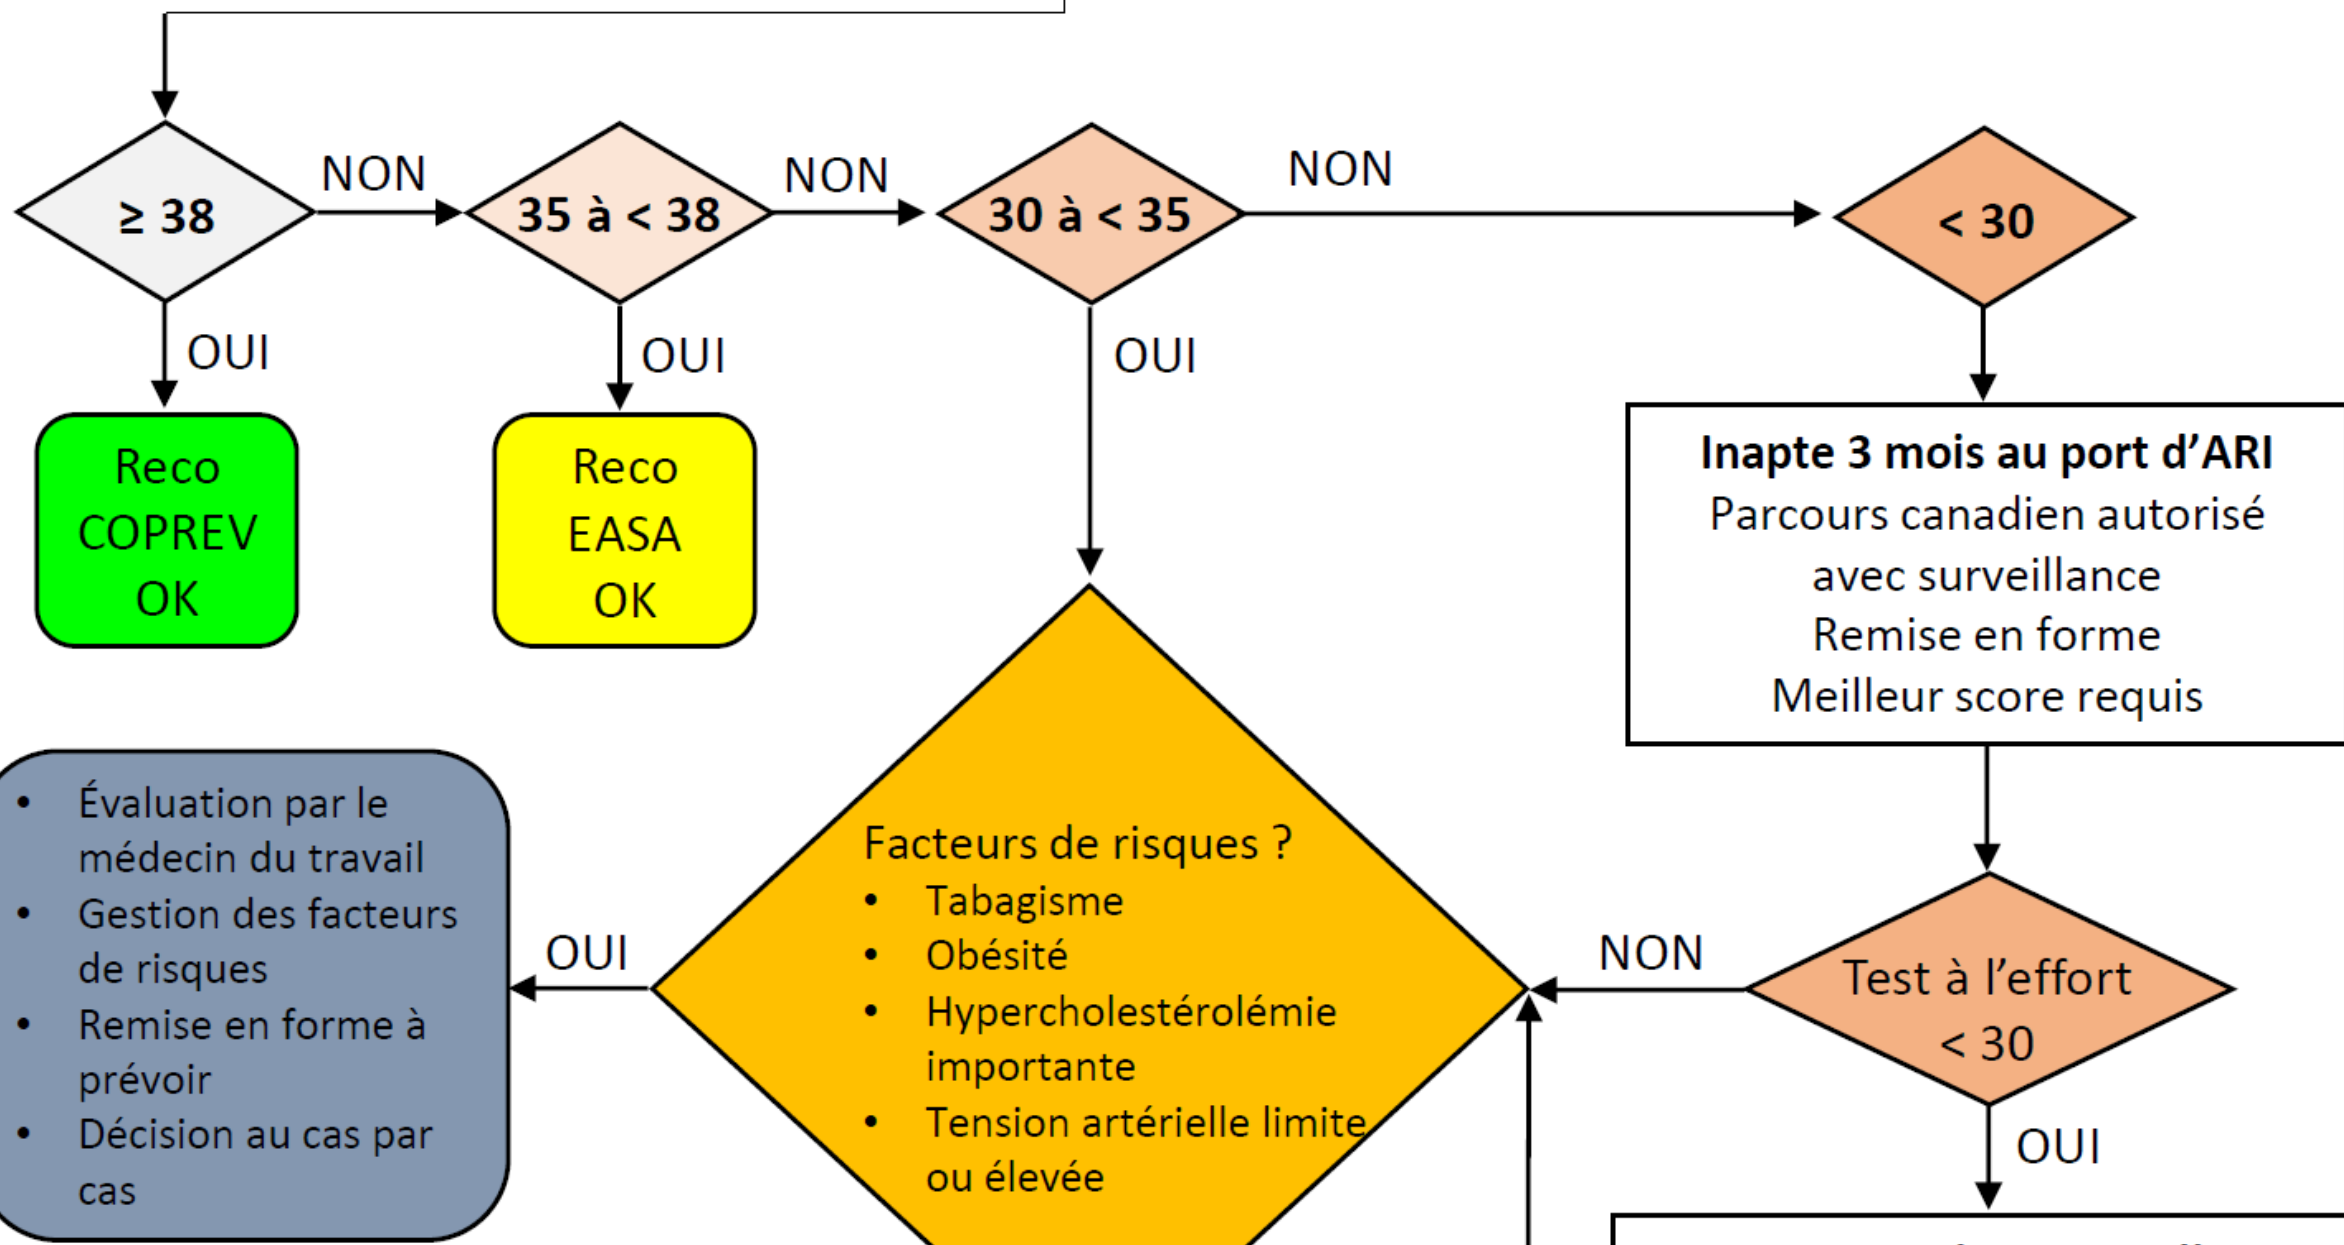 ≥ 38
NON
35 à < 38
NON
30 à < 35
NON
< 30
OUI
OUI
OUI
Reco
COPREV
OK
Reco
EASA
OK
Inapte 3 mois au port d’ARI
Parcours canadien autorisé
avec surveillance
Remise en forme
Meilleur score requis
• Évaluation par le
médecin du travail
• Gestion des facteurs
de risques
• Remise en forme à
prévoir
• Décision au cas par
cas
OUI
Facteurs de risques ?
• Tabagisme
• Obésité
• Hypercholestérolémie
importante
• Tension artérielle limite
ou élevée
NON
Test à l’effort
< 30
OUI